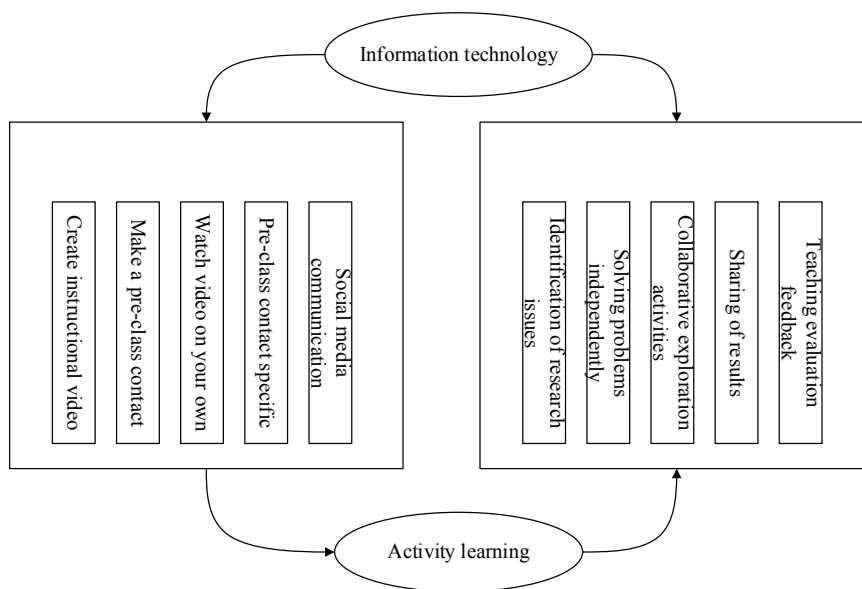 Information technology
Create instructional video
Make a pre-class contact
Watch video on your own
Pre-class contact specific
Social media
communication
Identification of research
issues
Solving problems
independently
Collaborative exploration
activities
Sharing of results
Teaching evaluation
feedback
Activity learning